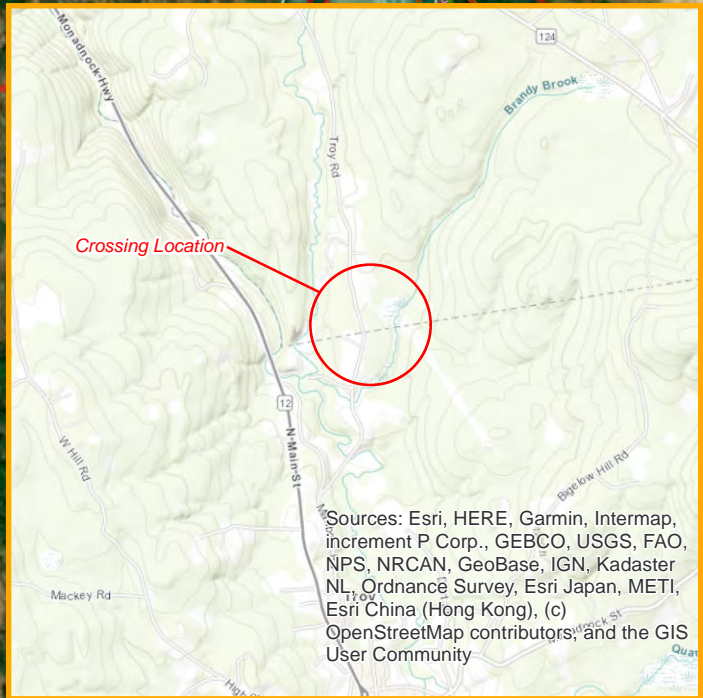 Monadnock-Hwy
124
Brandy Brook
Troy Rd
Crossing Location
12
N-Main-St
W Hill Rd
Bigelow Hill Rd
Sources: Esri, HERE, Garmin, Intermap,
increment P Corp., GEBCO, USGS, FAO,
NPS, NRCAN, GeoBase, IGN, Kadaster
NL, Ordnance Survey, Esri Japan, METI,
Esri China (Hong Kong), (c)
OpenStreetMap contributors, and the GIS
User Community
Mackey Rd
Troy